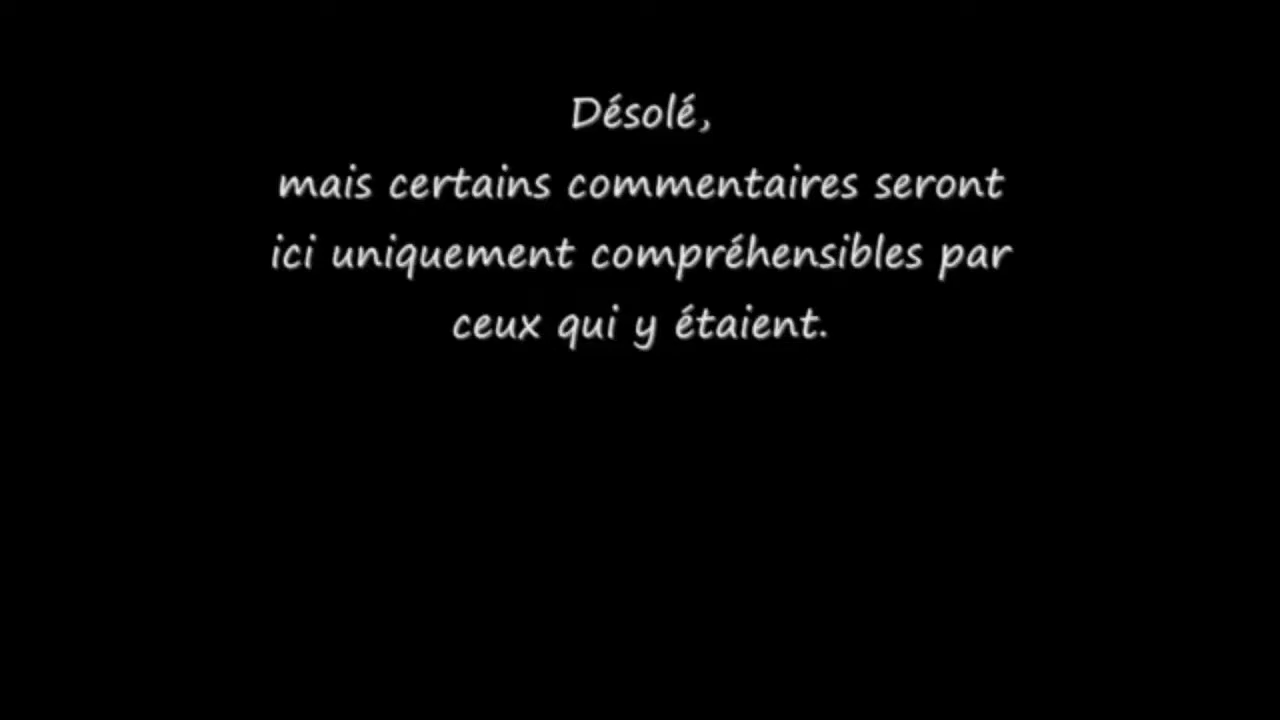 Désolé,
mais certains commentaires seront
ici uniquement compréhensibles par
ceux qui y étaient.